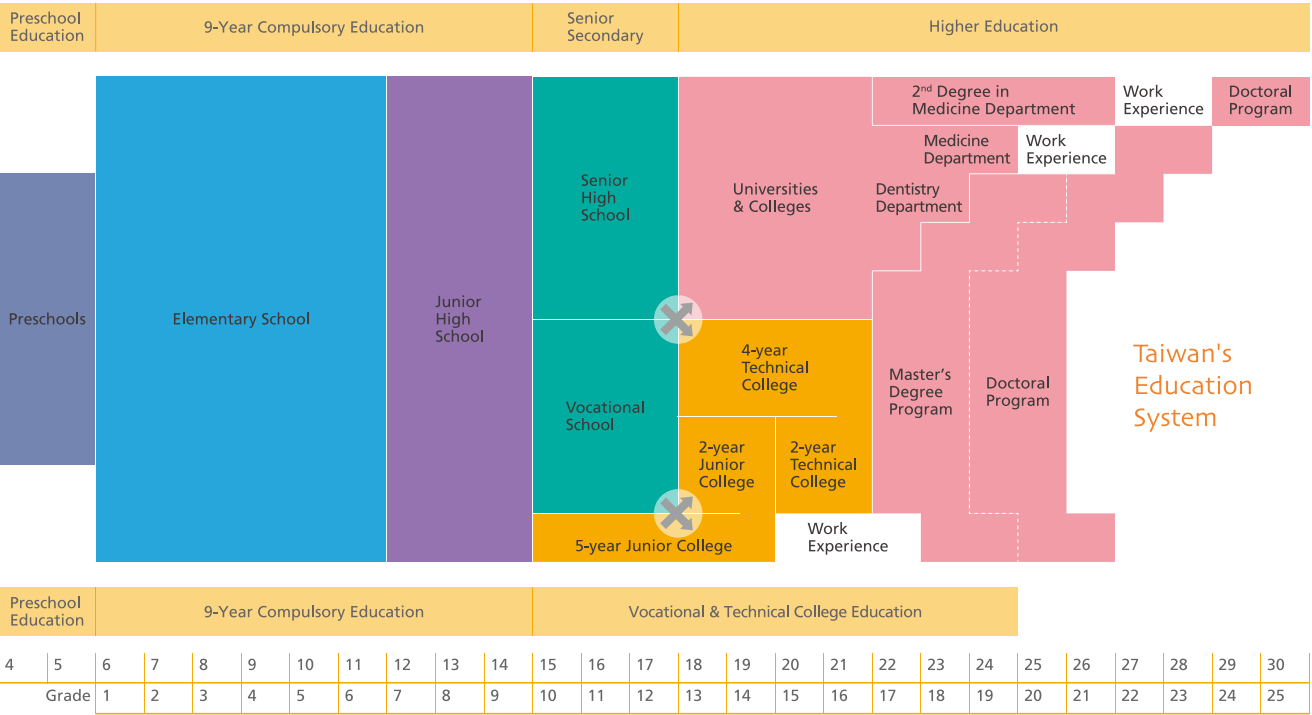 Preschool
Education
9-Year Compulsory Education
Senior
Secondary
Higher Education
2nd Degree in
Medicine Department
Work
Experience
Doctoral
Program
Medicine
Department
Work
Experience
Senior
High
School
Universities
& Colleges
Dentistry
Department
Preschools
Elementary School
Junior
High
School
4-year
Technical
College
Master's
Degree
Program
Doctoral
Program
Taiwan's
Education
System
Vocational
School
2-year
Junior
College
2-year
Technical
College
5-year Junior College
Work
Experience
Preschool
Education
9-Year Compulsory Education
Vocational & Technical College Education
4 5 6 7 8 9 10 11 12 13 14 15 16 17 18 19 20 21 22 23 24 25 26 27 28 29 30
Grade 1 2 3 4 5 6 7 8 9 10 11 12 13 14 15 16 17 18 19 20 21 22 23 24 25